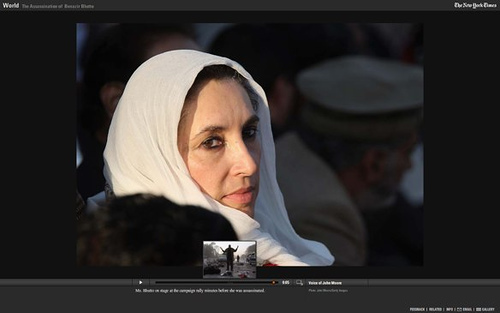 World The Assassination of Benazir Bhutto
The New York Times
9:05 Voice of John Moore
Ms. Bhutto on stage at the campaign rally minutes before she was assassinated.
Photo: John Moore/Getty Images
FEEDBACK | RELATED | INFO | EMAIL | GALLERY